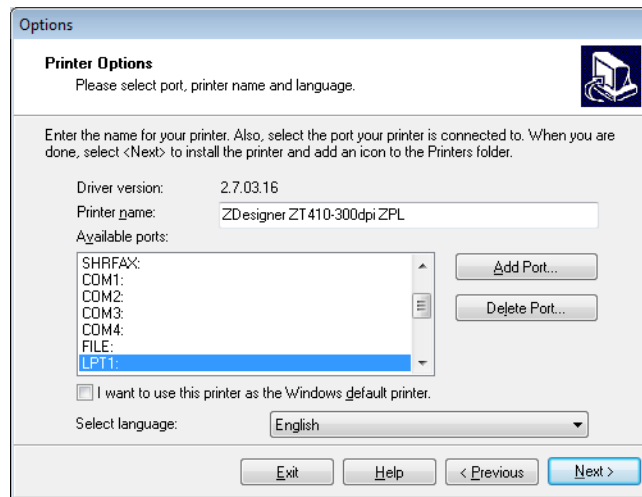 Options
Printer Options
Please select port, printer name and language.
Enter the name for your printer. Also, select the port your printer is connected to. When you are
done, select <Next> to install the printer and add an icon to the Printers folder.
Driver version: 2.7.03.16
Printer name: ZDesigner ZT410-300dpi ZPL
Available ports:
SHRFAX:
COM1:
COM2:
COM3:
COM4:
FILE:
LPT1:
Add Port...
Delete Port...
I want to use this printer as the Windows default printer.
Select language: English
Exit Help < Previous Next >